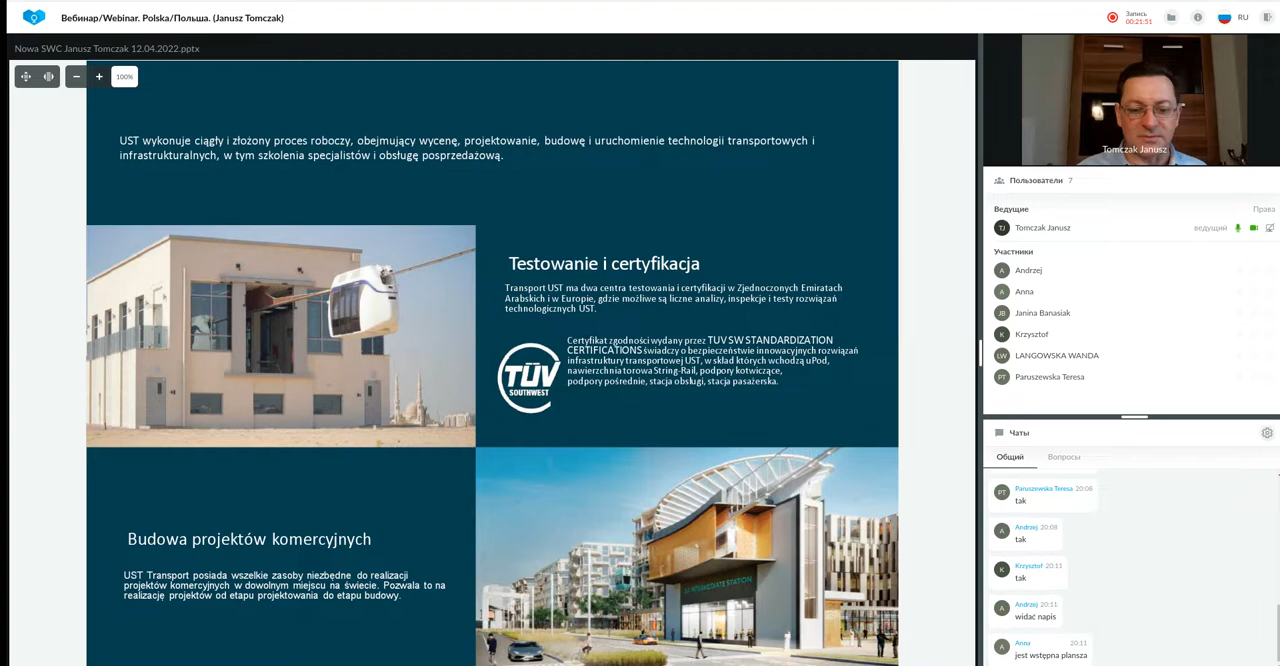 Вебинар/Webinar. Polska/Польша. (Janusz Tomczak)
Запись
00:21:51
RU
Nowa SWC Janusz Tomczak 12.04.2022.pptx
100%
UST wykonuje ciągły i złożony proces roboczy, obejmujący wycenę, projektowanie, budowę i uruchomienie technologii transportowych i
infrastrukturalnych, w tym szkolenia specjalistów i obsługę posprzedażową.
Testowanie i certyfikacja
Transport UST ma dwa centra testowania i certyfikacji w Zjednoczonych Emiratach
Arabskich i w Europie, gdzie możliwe są liczne analizy, inspekcje i testy rozwiązań
technologicznych UST.
TÜV
SOUTHWEST
Certyfikat zgodności wydany przez TUV SW STANDARDIZATION
CERTIFICATIONS świadczy o bezpieczeństwie innowacyjnych rozwiązań
infrastruktury transportowej UST, w skład których wchodzą uPod,
nawierzchnia torowa String-Rail, podpory kotwiczące,
podpory pośrednie, stacja obsługi, stacja pasażerska.
Budowa projektów komercyjnych
UST Transport posiada wszelkie zasoby niezbędne do realizacji
projektów komercyjnych w dowolnym miejscu na świecie. Pozwala to na
realizację projektów od etapu projektowania do etapu budowy.
INTERMEDIATE STATION
Tomczak Janusz
Пользователи 7
Ведущие
Права
TJ
Tomczak Janusz
ведущий
Участники
A
Andrzej
A
Anna
JB
Janina Banasiak
K
Krzysztof
LW
LANGOWSKA WANDA
PT
Paruszewska Teresa
Чаты
Общий
Вопросы
PT
Paruszewska Teresa 20:08
tak
A
Andrzej 20:08
tak
K
Krzysztof 20:11
tak
A
Andrzej 20:11
widać napis
A
Anna 20:11
jest wstępna plansza